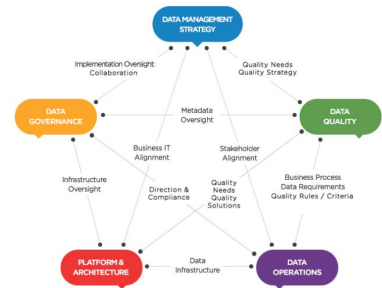 DATA MANAGEMENT
STRATEGY
Implementation Oversight:
Collaboration
Quality Needs
Quality Strategy
DATA
GOVERNANCE
Metadata
Oversight
DATA
QUALITY
Business IT
Alignment
Stakeholder
Alignment
Infrastructure
Oversight
Direction &
Compliance
Quality
Needs
Quality
Solutions
Business Process
Data Requirements
Quality Rules / Criteria
PLATFORM &
ARCHITECTURE
Data
Infrastructure
DATA
OPERATIONS